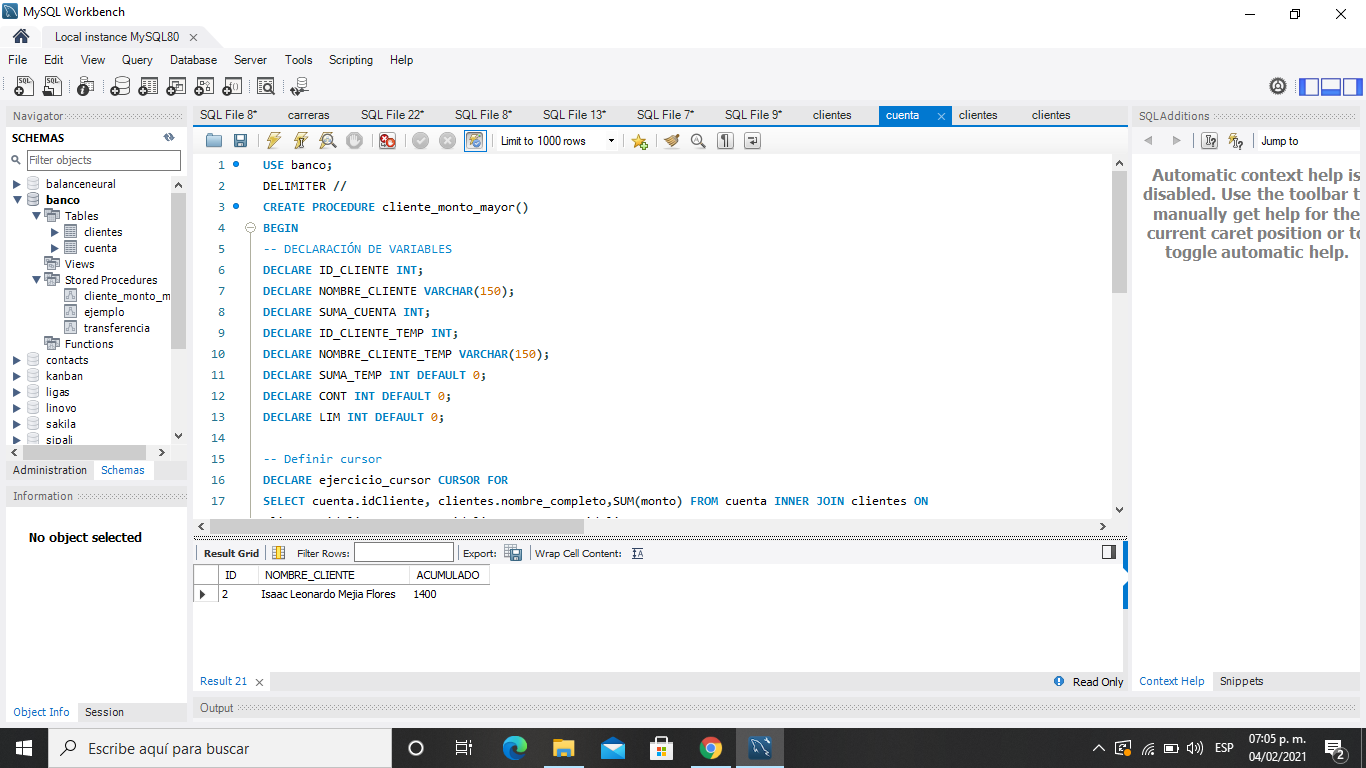 MySQL Workbench
Local instance MySQL80
File Edit View Query Database Server Tools Scripting Help
Navigator
SCHEMAS
Filter objects
balanceneural
banco
Tables
clientes
cuenta
Views
Stored Procedures
cliente_monto_m
ejemplo
transferencia
Functions
contacts
kanban
ligas
linovo
sakila
sipali
Administration Schemas
Information
No object selected
Object Info Session
SQL File 8* carreras SQL File 22* SQL File 8* SQL File 13* SQL File 7* SQL File 9* clientes cuenta clientes clientes
Limit to 1000 rows
1 USE banco;
2 DELIMITER //
3 CREATE PROCEDURE cliente_monto_mayor()
4 BEGIN
5 -- DECLARACIÓN DE VARIABLES
6 DECLARE ID_CLIENTE INT;
7 DECLARE NOMBRE_CLIENTE VARCHAR(150);
8 DECLARE SUMA_CUENTA INT;
9 DECLARE ID_CLIENTE_TEMP INT;
10 DECLARE NOMBRE_CLIENTE_TEMP VARCHAR(150);
11 DECLARE SUMA_TEMP INT DEFAULT 0;
12 DECLARE CONT INT DEFAULT 0;
13 DECLARE LIM INT DEFAULT 0;
14
15 -- Definir cursor
16 DECLARE ejercicio_cursor CURSOR FOR
17 SELECT cuenta.idCliente, clientes.nombre_completo,SUM(monto) FROM cuenta INNER JOIN clientes ON
Result Grid Filter Rows: Export: Wrap Cell Content:
ID NOMBRE_CLIENTE ACUMULADO
2 Isaac Leonardo Mejia Flores 1400
Result 21 Read Only
Output
SQLAdditions
Jump to
Automatic context help is
disabled. Use the toolbar t
manually get help for the
current caret position or to
toggle automatic help.
Context Help Snippets
Escribe aquí para buscar
ESP
07:05 p. m.
04/02/2021
2